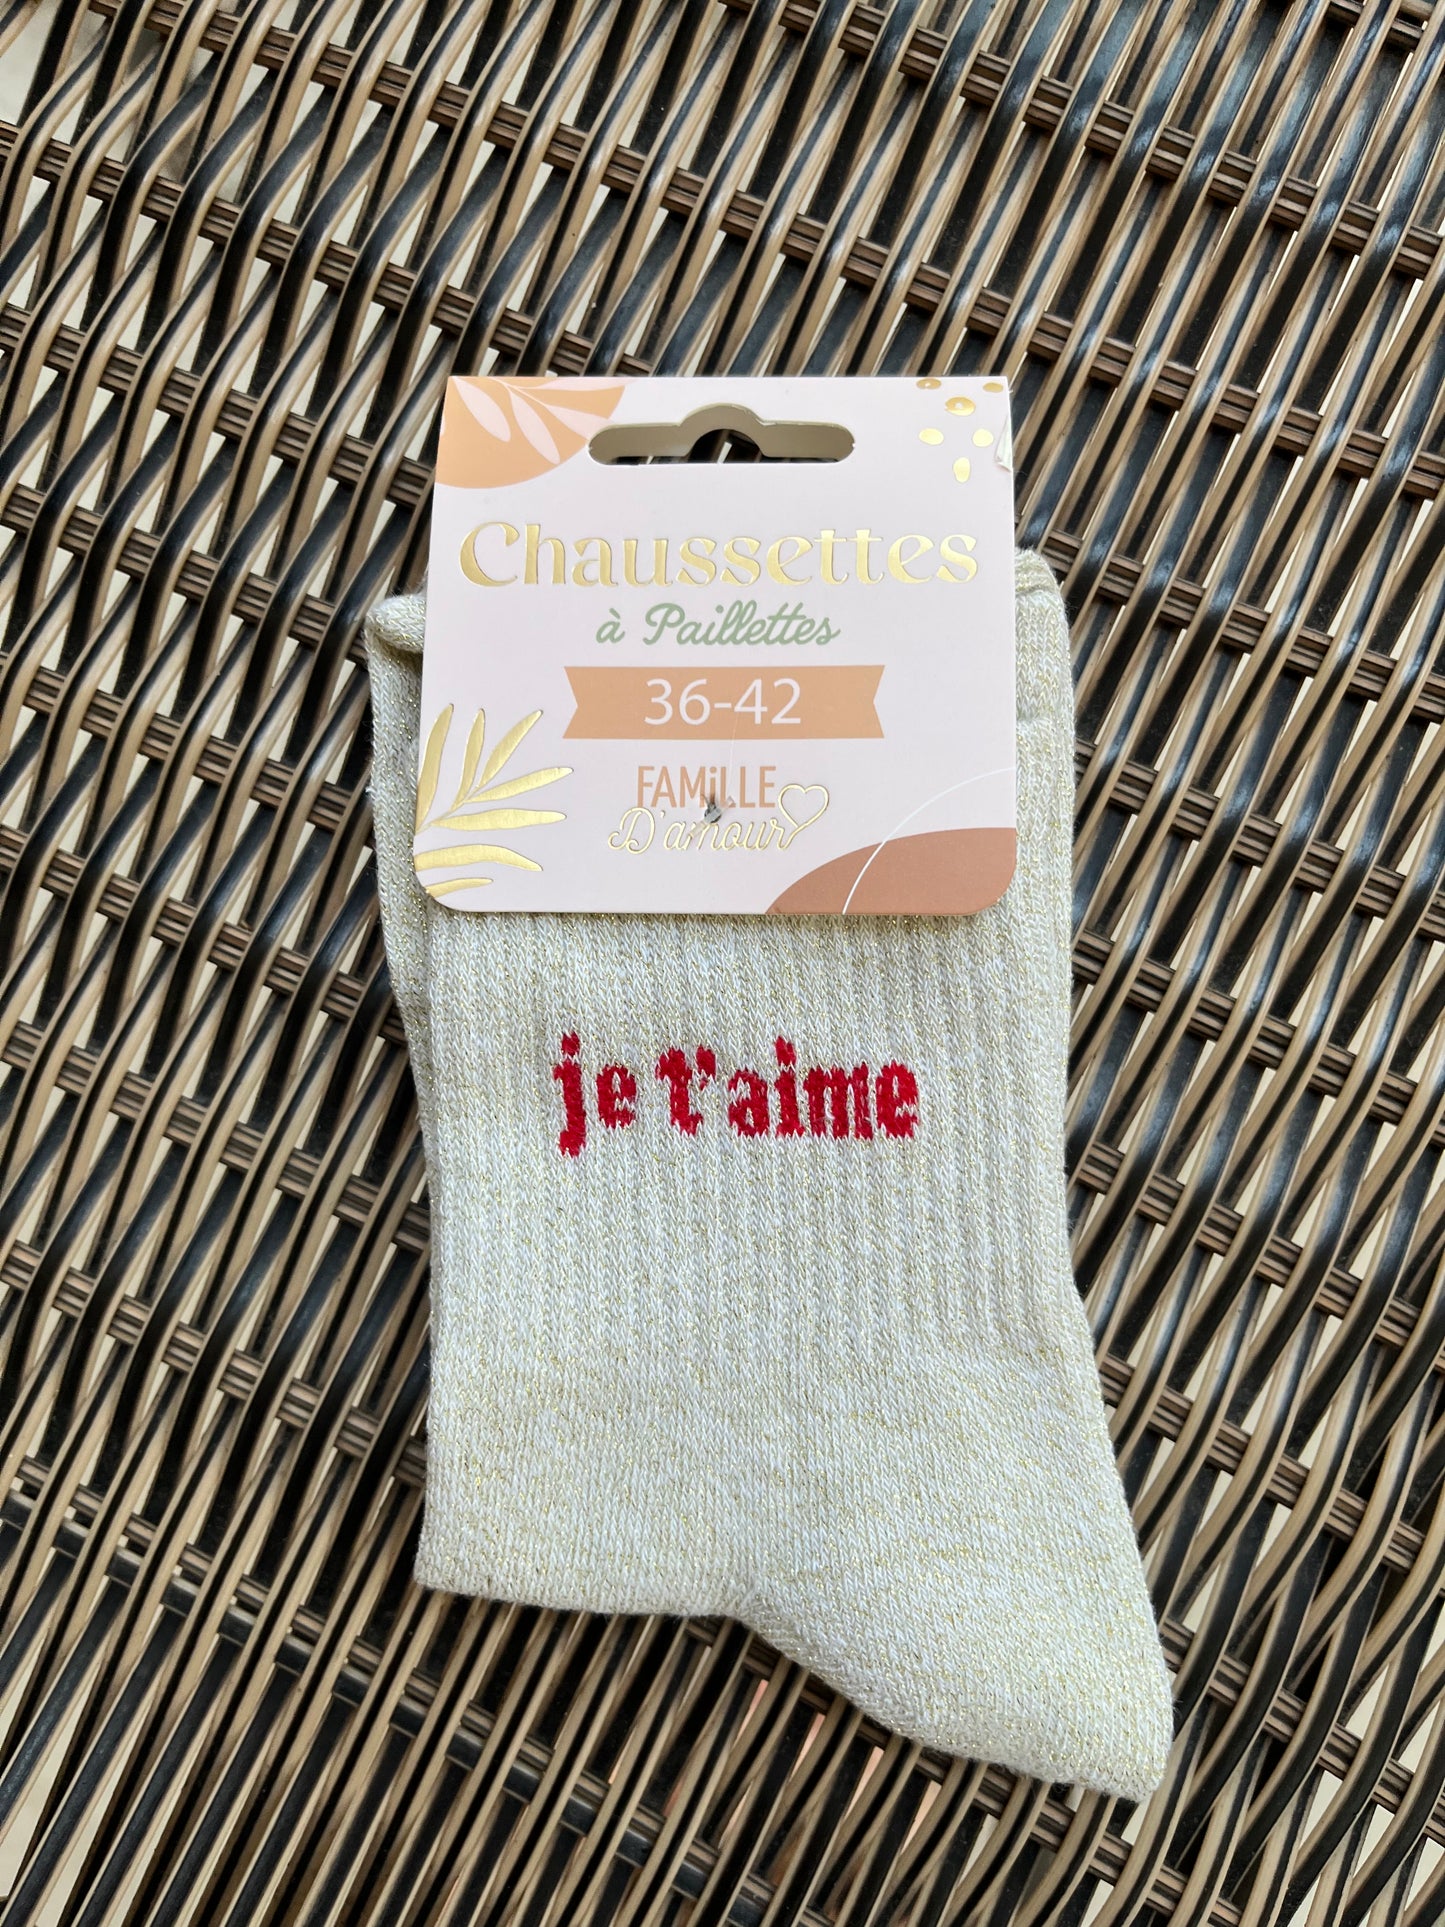 Chaussettes
à Paillettes
36-42
FAMiLLE
D'amour
je t'aime